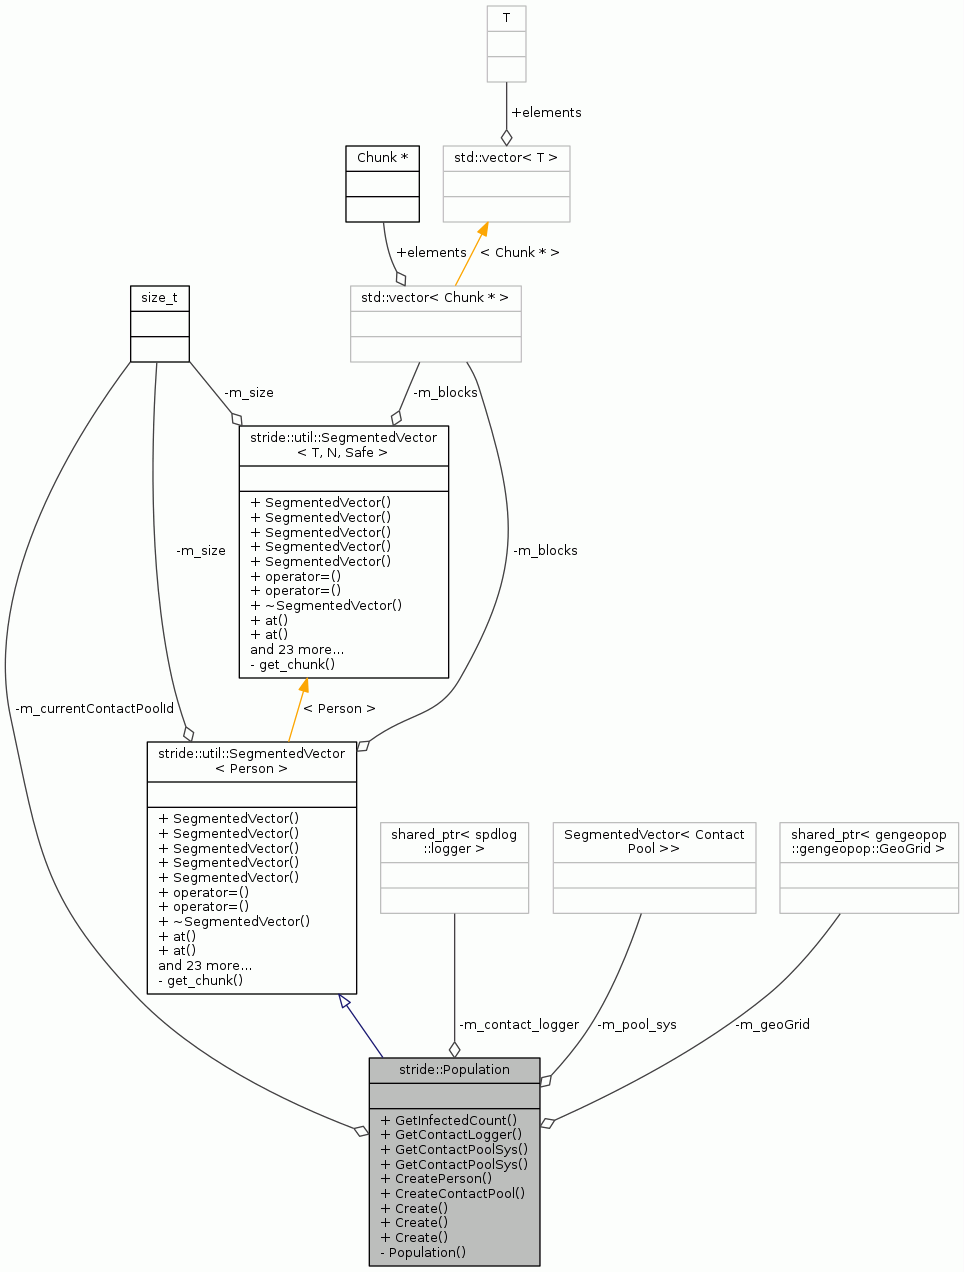 T
+elements
Chunk *
std::vector< T >
+elements
< Chunk * >
size_t
std::vector< Chunk * >
-m_size
-m_blocks
stride::util::SegmentedVector
< T, N, Safe >
+ SegmentedVector()
+ SegmentedVector()
+ SegmentedVector()
+ SegmentedVector()
+ SegmentedVector()
+ operator=()
+ operator=()
+ ~SegmentedVector()
+ at()
+ at()
and 23 more...
- get_chunk()
-m_size
-m_blocks
-m_currentContactPoolId
< Person >
stride::util::SegmentedVector
< Person >
+ SegmentedVector()
+ SegmentedVector()
+ SegmentedVector()
+ SegmentedVector()
+ SegmentedVector()
+ operator=()
+ operator=()
+ ~SegmentedVector()
+ at()
+ at()
and 23 more...
- get_chunk()
shared_ptr< spdlog
::logger >
SegmentedVector< Contact
Pool >>
shared_ptr< gengeopop
::gengeopop::GeoGrid >
-m_contact_logger
-m_pool_sys
-m_geoGrid
stride::Population
+ GetInfectedCount()
+ GetContactLogger()
+ GetContactPoolSys()
+ GetContactPoolSys()
+ CreatePerson()
+ CreateContactPool()
+ Create()
+ Create()
+ Create()
- Population()